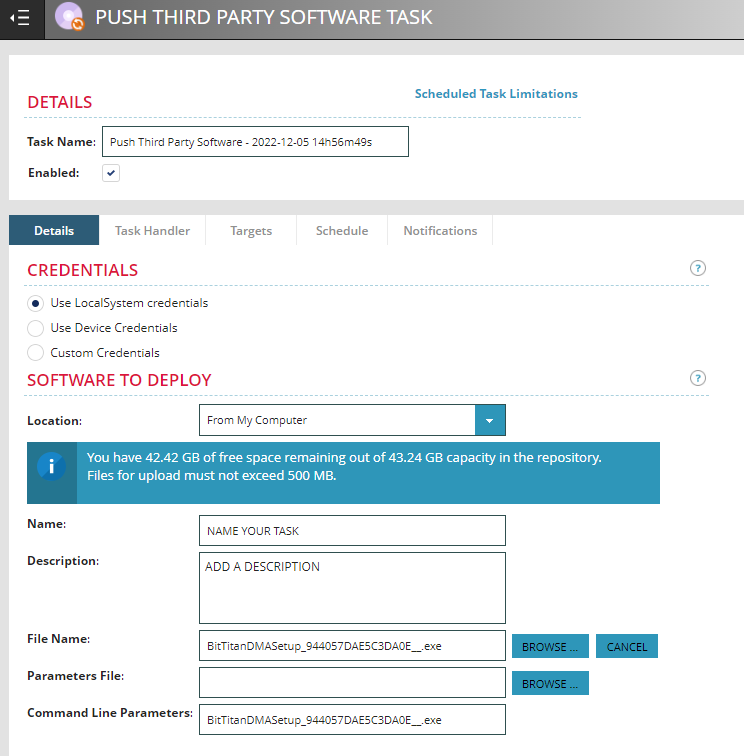 PUSH THIRD PARTY SOFTWARE TASK
DETAILS
Scheduled Task Limitations
Task Name: Push Third Party Software - 2022-12-05 14h56m49s
Enabled:
Details Task Handler Targets Schedule Notifications
CREDENTIALS ?
Use LocalSystem credentials
Use Device Credentials
Custom Credentials
SOFTWARE TO DEPLOY ?
Location: From My Computer
You have 42.42 GB of free space remaining out of 43.24 GB capacity in the repository.
Files for upload must not exceed 500 MB.
Name: NAME YOUR TASK
Description: ADD A DESCRIPTION
File Name: BitTitanDMASetup_944057DAE5C3DA0E__.exe BROWSE ... CANCEL
Parameters File: BROWSE ...
Command Line Parameters: BitTitanDMASetup_944057DAE5C3DA0E__.exe